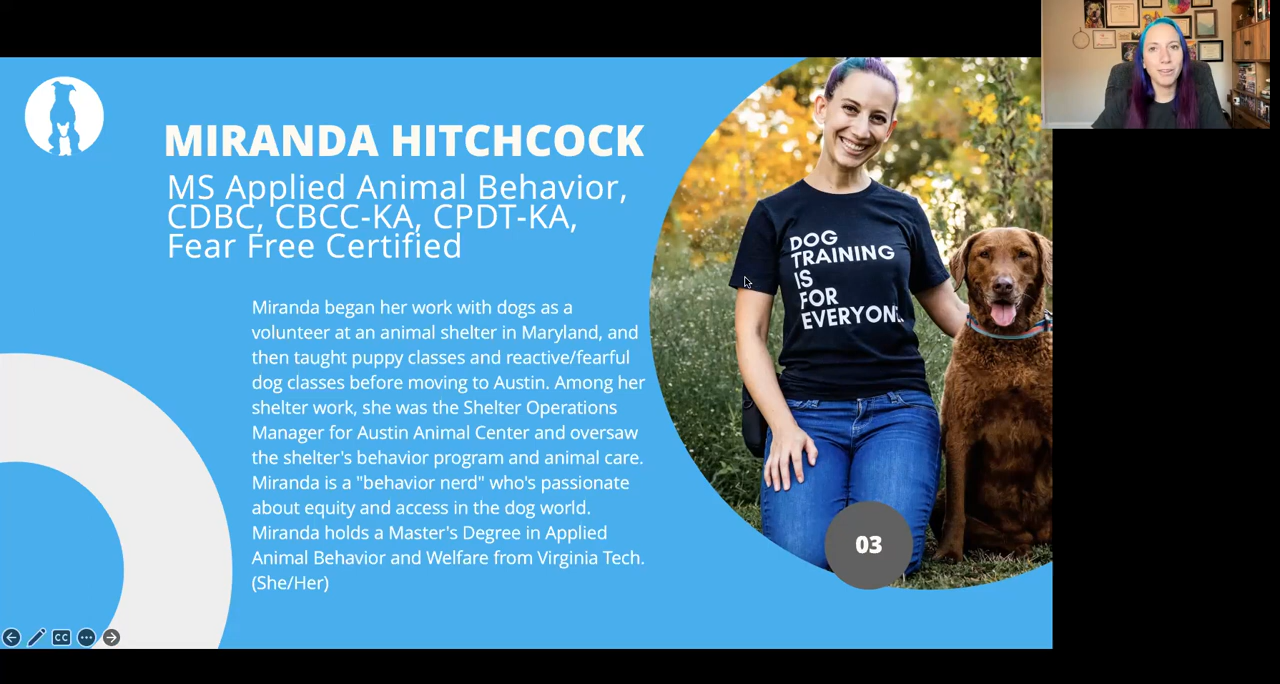 MIRANDA HITCHCOCK
MS Applied Animal Behavior,
CDBC, CBCC-KA, CPDT-KA,
Fear Free Certified
Miranda began her work with dogs as a
volunteer at an animal shelter in Maryland, and
then taught puppy classes and reactive/fearful
dog classes before moving to Austin. Among her
shelter work, she was the Shelter Operations
Manager for Austin Animal Center and oversaw
the shelter's behavior program and animal care.
Miranda is a "behavior nerd" who's passionate
about equity and access in the dog world.
Miranda holds a Master's Degree in Applied
Animal Behavior and Welfare from Virginia Tech.
(She/Her)
DOG
TRAINING
IS
FOR
EVERYONE.
03
CC